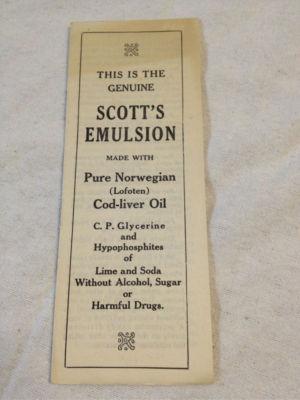 THIS IS THE
GENUINE
SCOTT'S
EMULSION
MADE WITH
Pure Norwegian
(Lofoten)
Cod-liver Oil
C. P. Glycerine
and
Hypophosphites
of
Lime and Soda
Without Alcohol, Sugar
or
Harmful Drugs.